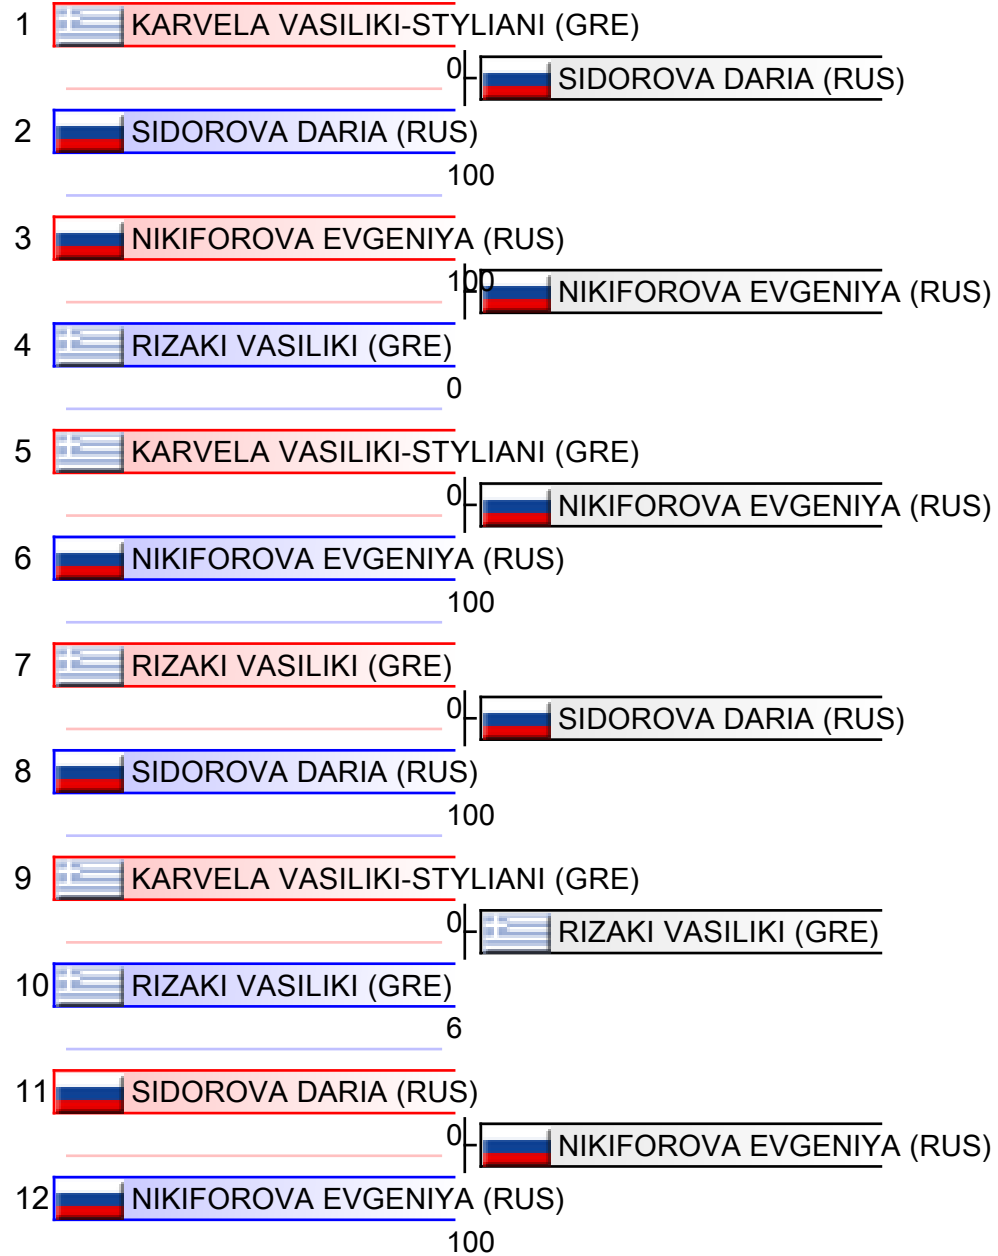 1 KARVELA VASILIKI-STYLIANI (GRE)
0 SIDOROVA DARIA (RUS)
2 SIDOROVA DARIA (RUS)
100
3 NIKIFOROVA EVGENIYA (RUS)
100 NIKIFOROVA EVGENIYA (RUS)
4 RIZAKI VASILIKI (GRE)
0
5 KARVELA VASILIKI-STYLIANI (GRE)
0 NIKIFOROVA EVGENIYA (RUS)
6 NIKIFOROVA EVGENIYA (RUS)
100
7 RIZAKI VASILIKI (GRE)
0 SIDOROVA DARIA (RUS)
8 SIDOROVA DARIA (RUS)
100
9 KARVELA VASILIKI-STYLIANI (GRE)
0 RIZAKI VASILIKI (GRE)
10 RIZAKI VASILIKI (GRE)
6
11 SIDOROVA DARIA (RUS)
0 NIKIFOROVA EVGENIYA (RUS)
12 NIKIFOROVA EVGENIYA (RUS)
100